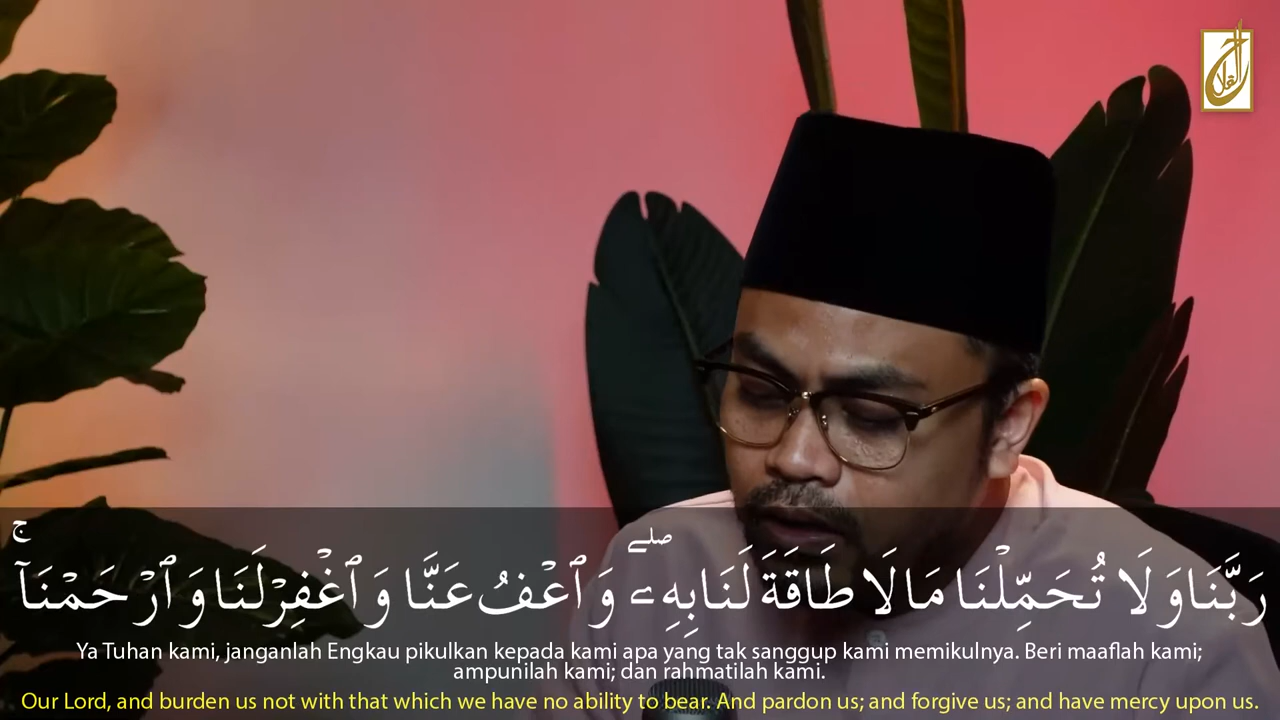 رَبَّنَا وَلَا تُحَمِّلْنَا مَا لَا طَاقَةَ لَنَا بِهِۦ ۖ وَٱعْفُ عَنَّا وَٱغْفِرْ لَنَا وَٱرْحَمْنَآ ۚ
Ya Tuhan kami, janganlah Engkau pikulkan kepada kami apa yang tak sanggup kami memikulnya. Beri maaflah kami;
ampunilah kami; dan rahmatilah kami.
Our Lord, and burden us not with that which we have no ability to bear. And pardon us; and forgive us; and have mercy upon us.